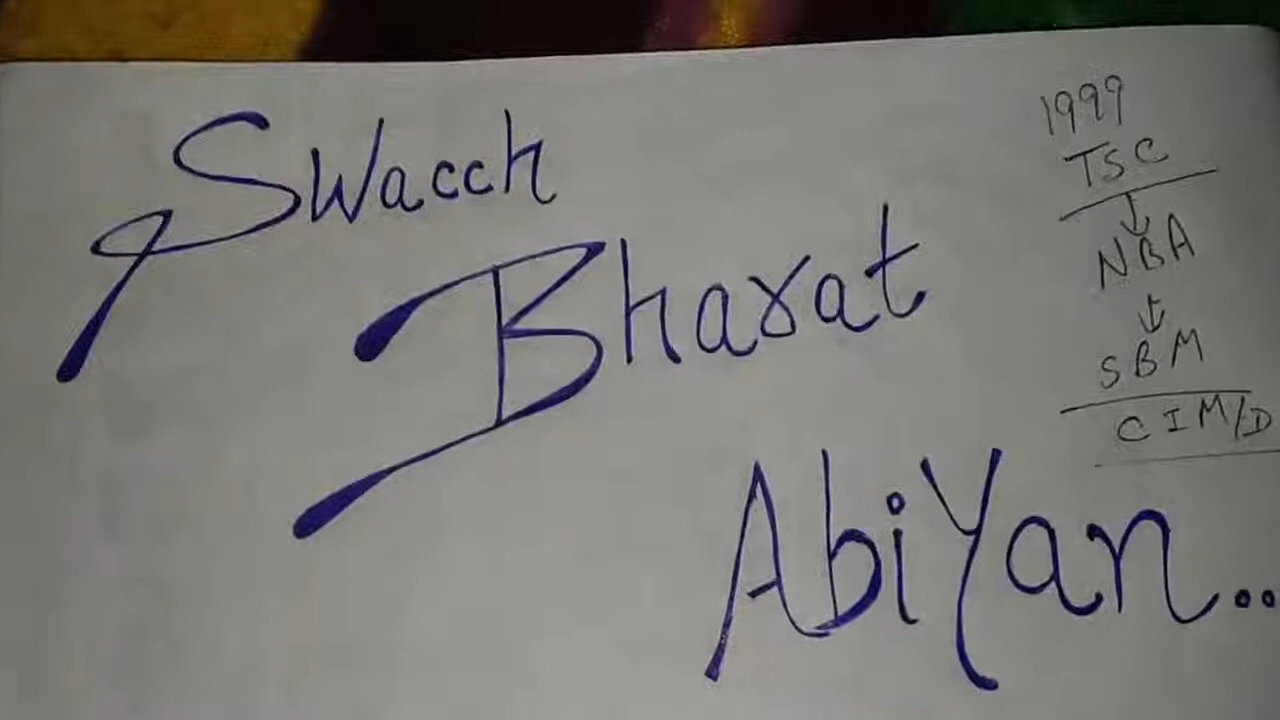 Swacch
Bharat
AbiYan..
1999
TSC
↓
NBA
↓
SBM
CIM/D